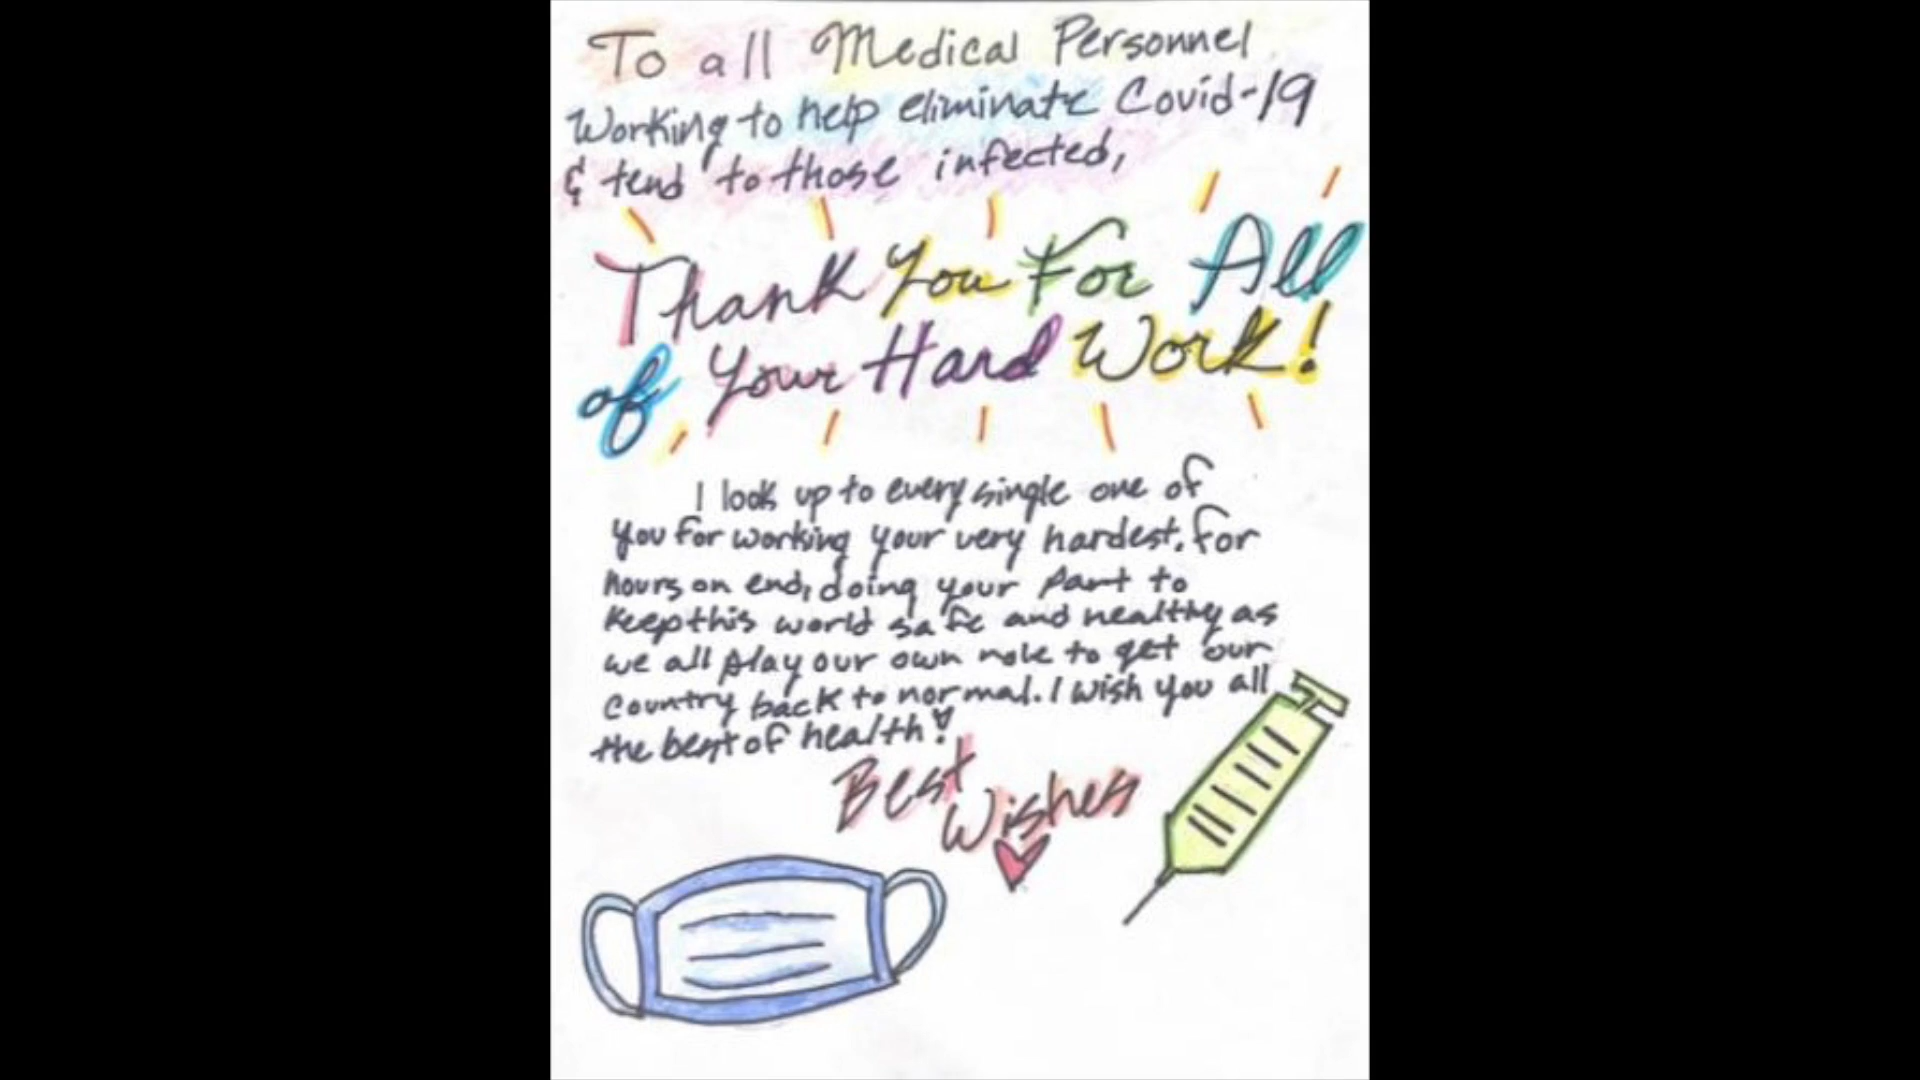 To all Medical Personnel
Working to help eliminate Covid-19
& tend to those infected,
Thank You For All
of Your Hard Work!
I look up to every single one of
you for working your very hardest. For
hours on end, doing your part to
keep this world safe and healthy as
we all play our own role to get our
country back to normal. I wish you all
the best of health!
Best
Wishes